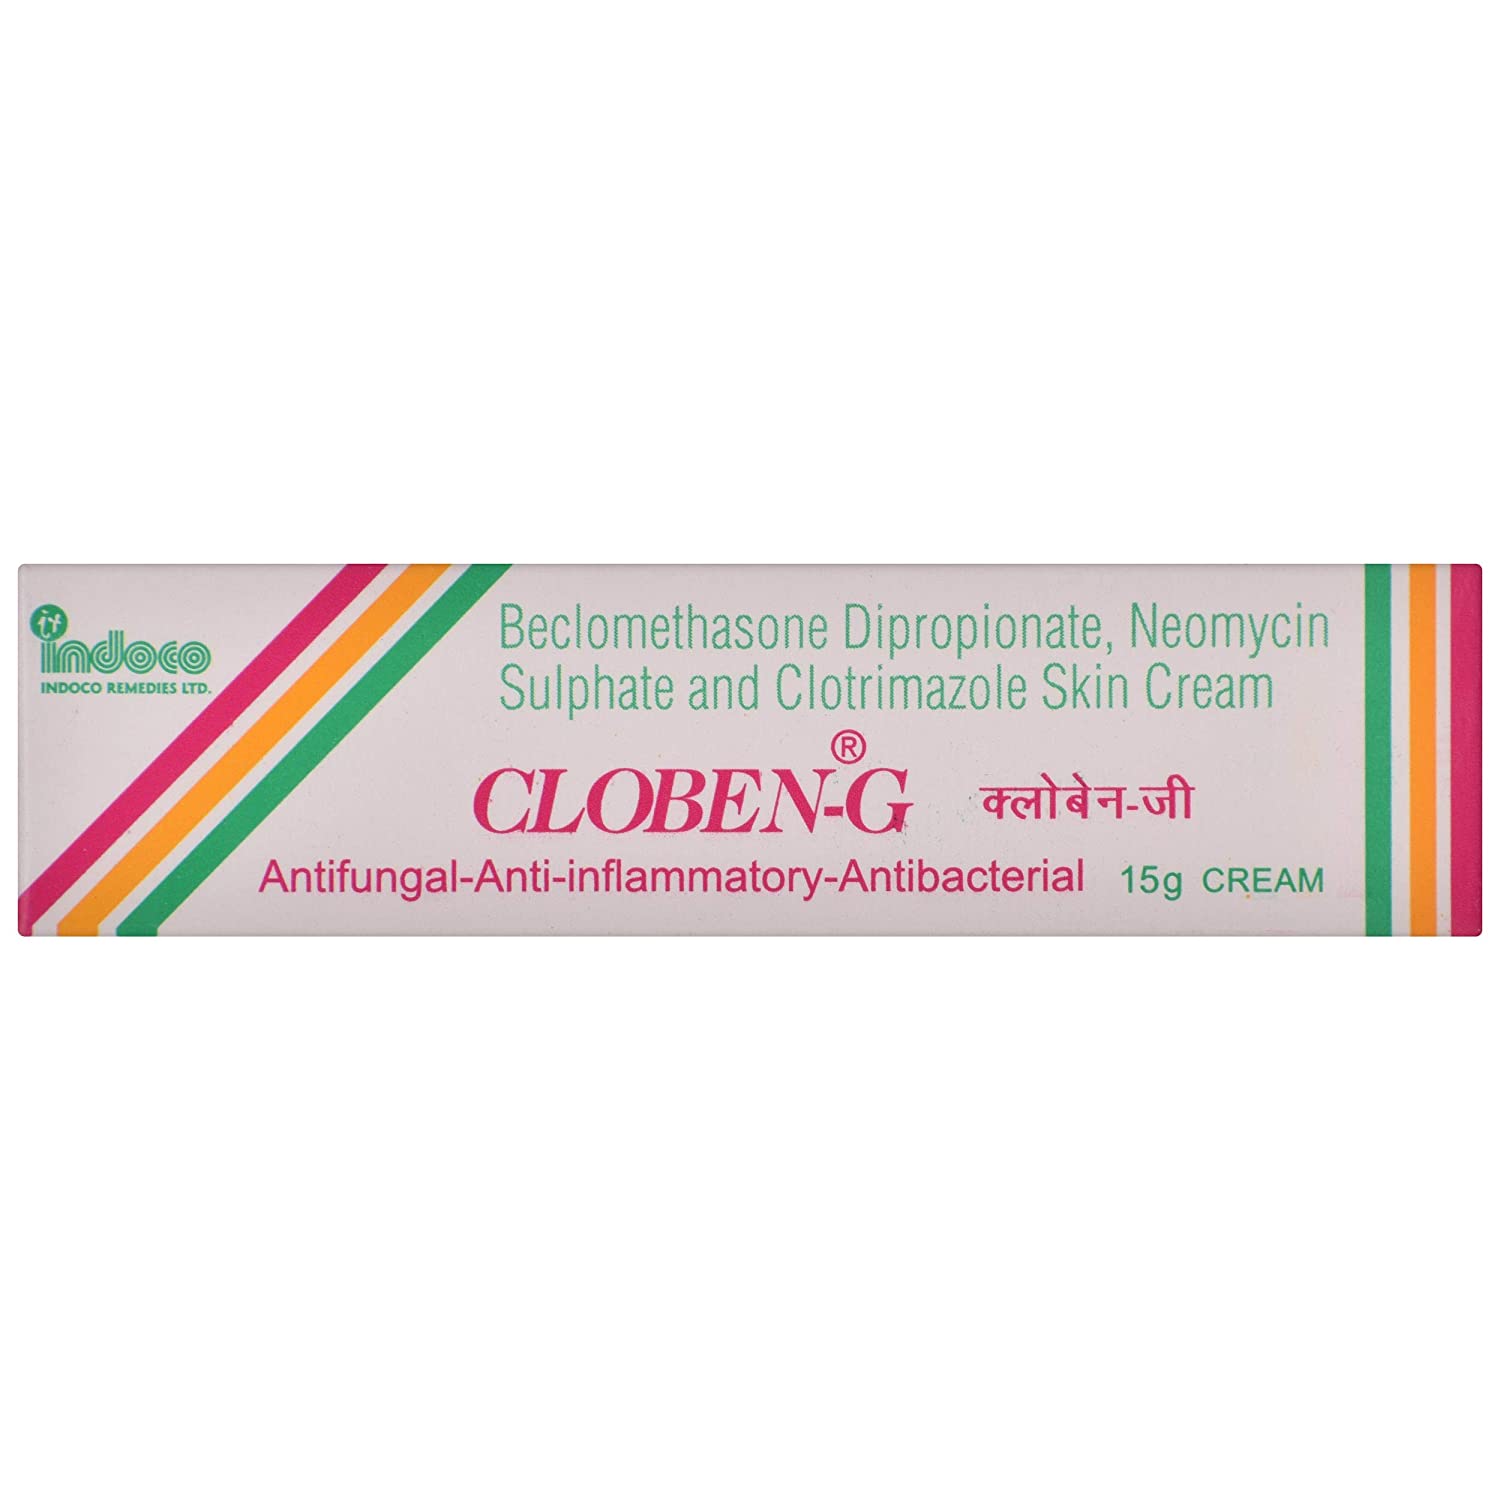 indoco
INDOCO REMEDIES LTD.
Beclomethasone Dipropionate, Neomycin
Sulphate and Clotrimazole Skin Cream
CLOBEN-G® क्लोबेन-जी
Antifungal-Anti-inflammatory-Antibacterial 15g CREAM